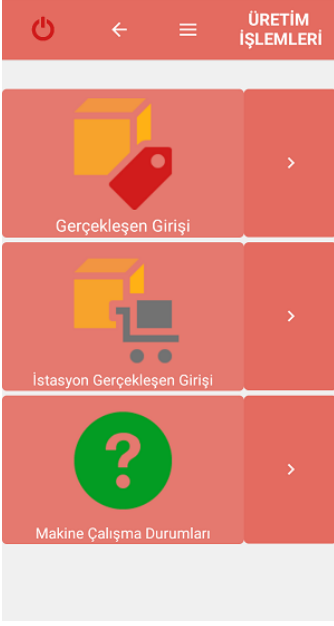 ÜRETİM
İŞLEMLERİ
Gerçekleşen Girişi
İstasyon Gerçekleşen Girişi
?
Makine Çalışma Durumları